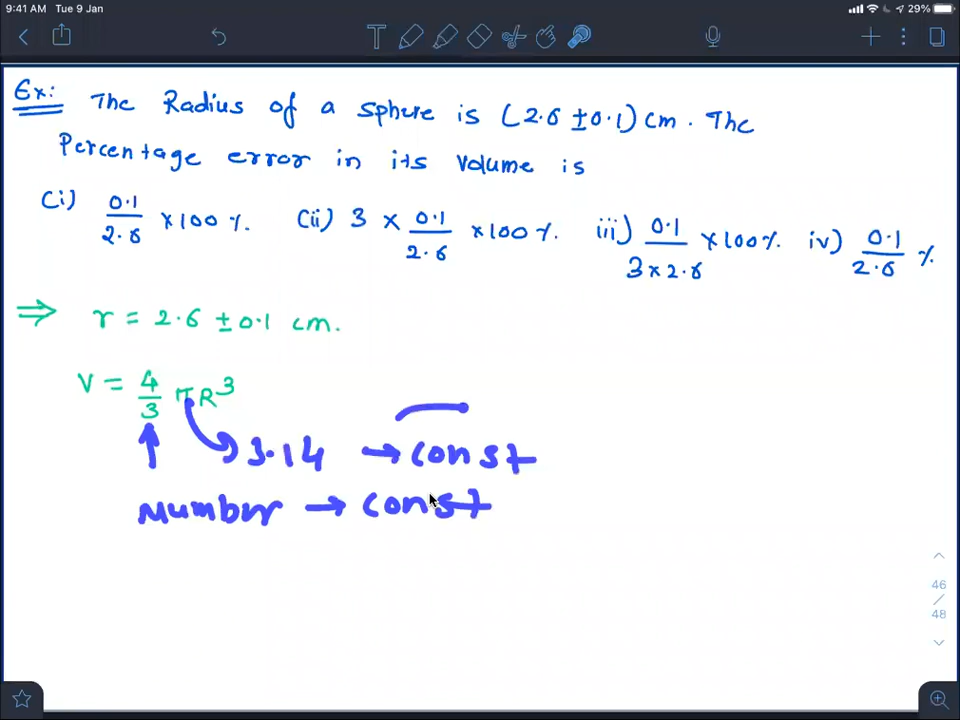 9:41 AM Tue 9 Jan
29%
Ex: The Radius of a sphere is (2.6 ±0.1) cm. The
Percentage error in its volume is
(i) 0.1/2.6 ×100 %. (ii) 3 × 0.1/2.6 ×100 %. iii) 0.1/3×2.6 ×100%. iv) 0.1/2.6 %
⇒ r = 2.6 ±0.1 cm.
V = 4/3 πR³
3.14 → const
Number → const
46
/
48